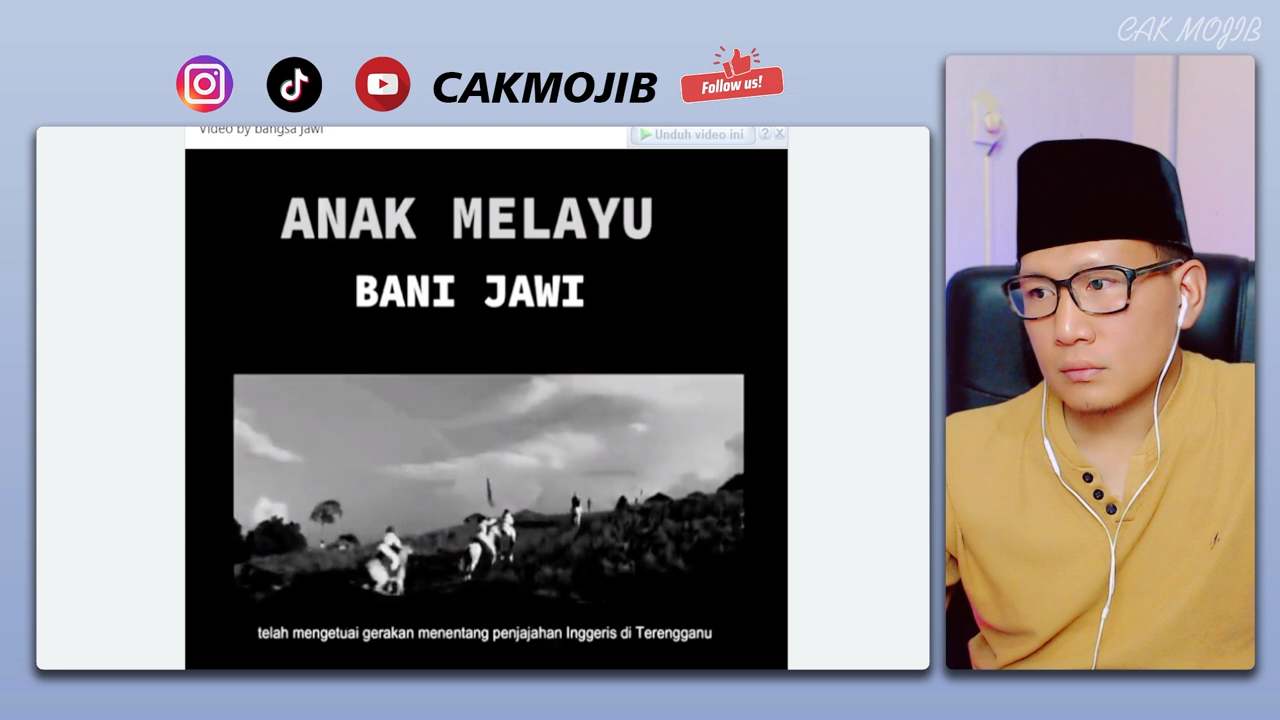 CAK MOJIB
CAKMOJIB
Follow us!
Video by bangsa jawi
Unduh video ini ? X
ANAK MELAYU
BANI JAWI
telah mengetuai gerakan menentang penjajahan Inggeris di Terengganu